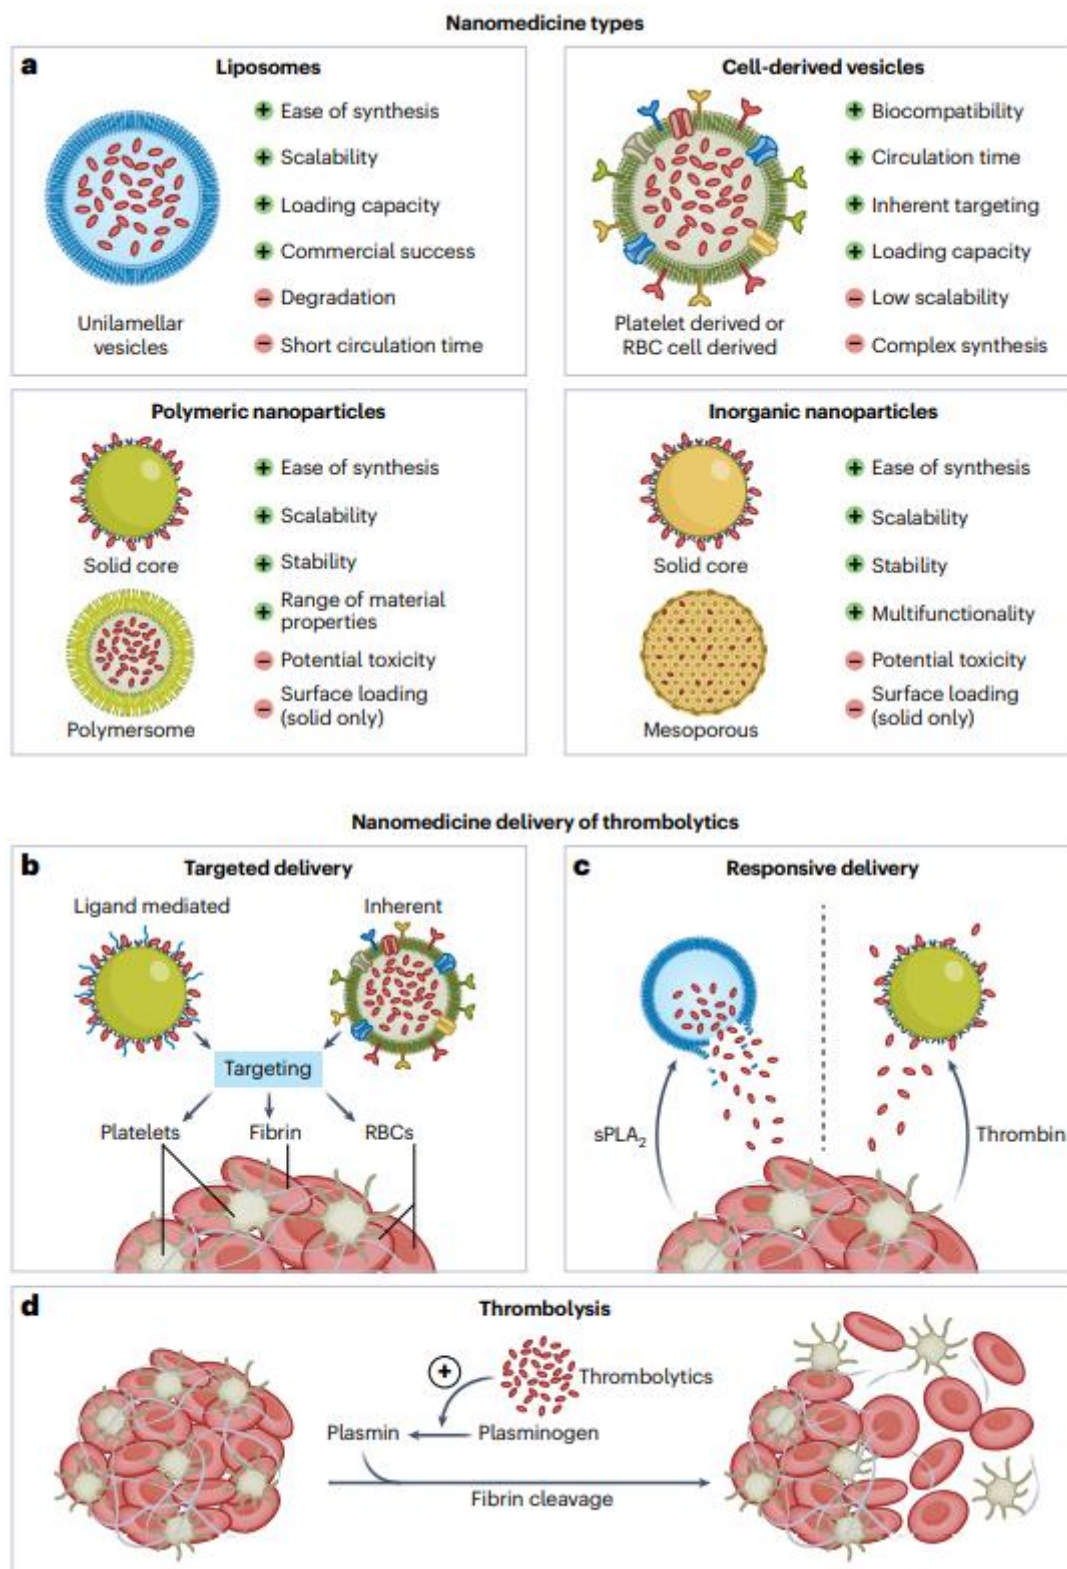 Nanomedicine types
a
Liposomes
+ Ease of synthesis
+ Scalability
+ Loading capacity
+ Commercial success
− Degradation
− Short circulation time
Unilamellar
vesicles
Cell-derived vesicles
+ Biocompatibility
+ Circulation time
+ Inherent targeting
+ Loading capacity
− Low scalability
− Complex synthesis
Platelet derived or
RBC cell derived
Polymeric nanoparticles
+ Ease of synthesis
+ Scalability
+ Stability
+ Range of material
properties
− Potential toxicity
− Surface loading
(solid only)
Solid core
Polymersome
Inorganic nanoparticles
+ Ease of synthesis
+ Scalability
+ Stability
+ Multifunctionality
− Potential toxicity
− Surface loading
(solid only)
Solid core
Mesoporous
Nanomedicine delivery of thrombolytics
b
Targeted delivery
Ligand mediated
Inherent
Targeting
Platelets
Fibrin
RBCs
c
Responsive delivery
sPLA₂
Thrombin
d
Thrombolysis
+
Thrombolytics
Plasmin
Plasminogen
Fibrin cleavage